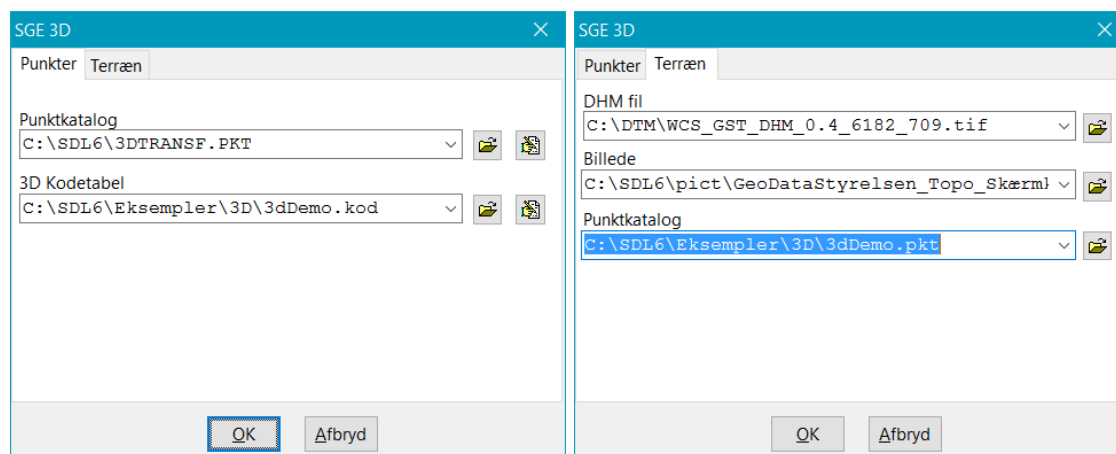 SGE 3D
Punkter Terræn
Punktkatalog
C:\SDL6\3DTRANSF.PKT
3D Kodetabel
C:\SDL6\Eksempler\3D\3dDemo.kod
OK Afbryd
SGE 3D
Punkter Terræn
DHM fil
C:\DTM\WCS_GST_DHM_0.4_6182_709.tif
Billede
C:\SDL6\pict\GeoDataStyrelsen_Topo_Skærml
Punktkatalog
C:\SDL6\Eksempler\3D\3dDemo.pkt
OK Afbryd